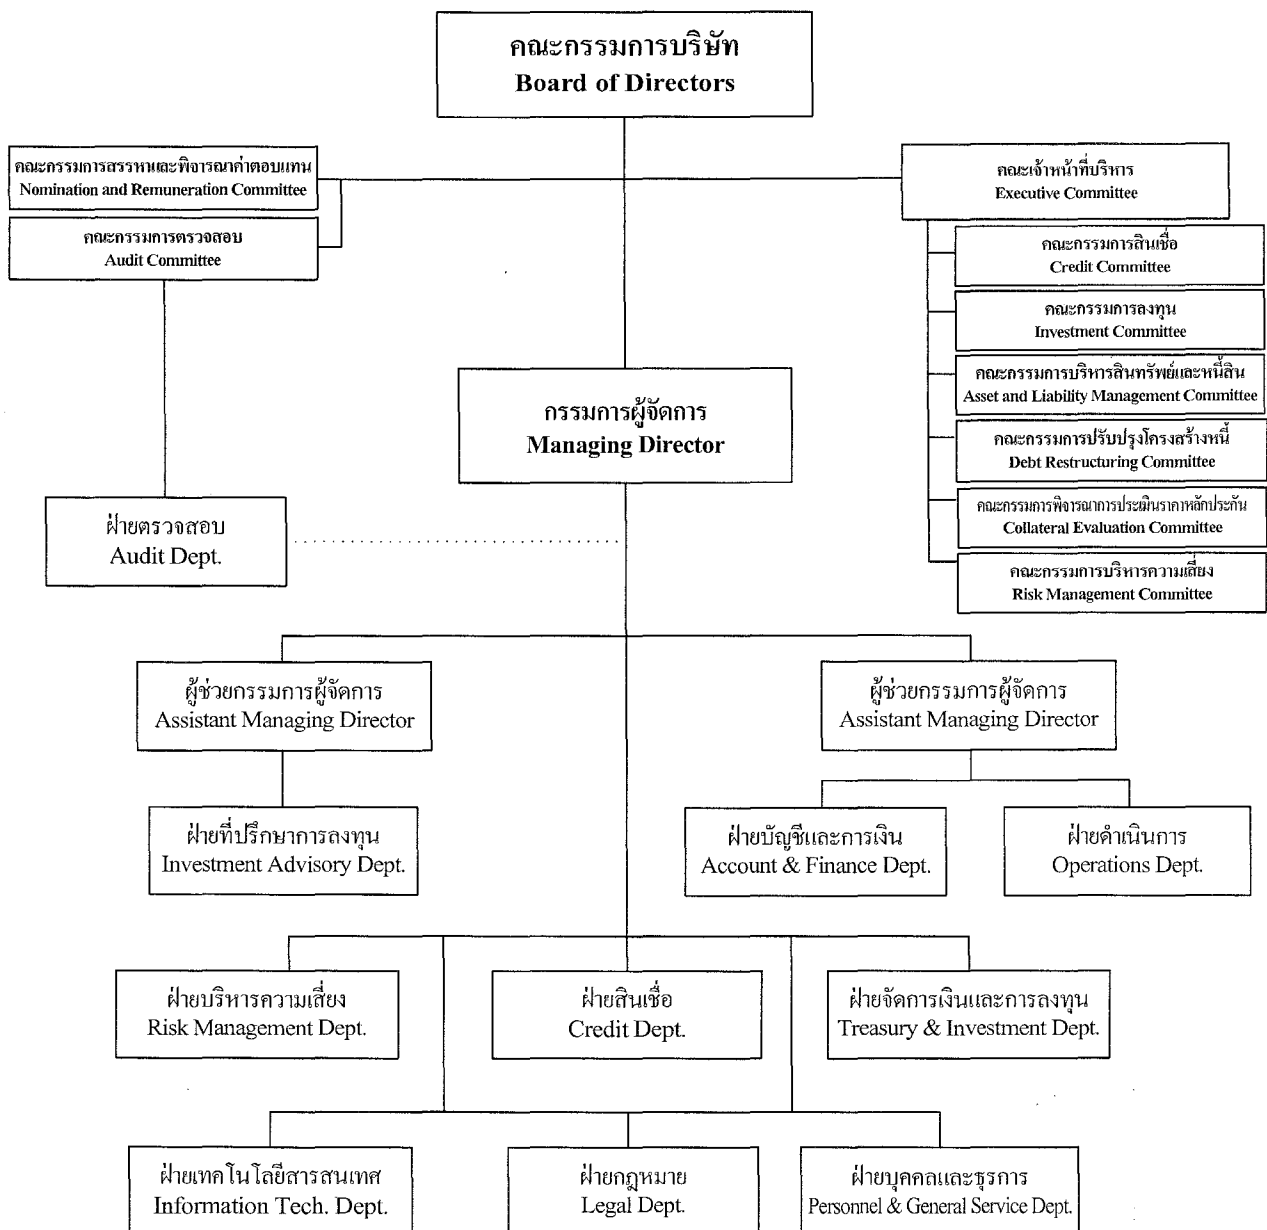 คณะกรรมการบริษัท
Board of Directors
คณะกรรมการสรรหาและพิจารณาค่าตอบแทน
Nomination and Remuneration Committee
คณะกรรมการตรวจสอบ
Audit Committee
คณะเจ้าหน้าที่บริหาร
Executive Committee
คณะกรรมการสินเชื่อ
Credit Committee
คณะกรรมการลงทุน
Investment Committee
คณะกรรมการบริหารสินทรัพย์และหนี้สิน
Asset and Liability Management Committee
คณะกรรมการปรับปรุงโครงสร้างหนี้
Debt Restructuring Committee
คณะกรรมการพิจารณาการประเมินราคาหลักประกัน
Collateral Evaluation Committee
คณะกรรมการบริหารความเสี่ยง
Risk Management Committee
กรรมการผู้จัดการ
Managing Director
ฝ่ายตรวจสอบ
Audit Dept.
ผู้ช่วยกรรมการผู้จัดการ
Assistant Managing Director
ผู้ช่วยกรรมการผู้จัดการ
Assistant Managing Director
ฝ่ายที่ปรึกษาการลงทุน
Investment Advisory Dept.
ฝ่ายบัญชีและการเงิน
Account & Finance Dept.
ฝ่ายดำเนินการ
Operations Dept.
ฝ่ายบริหารความเสี่ยง
Risk Management Dept.
ฝ่ายสินเชื่อ
Credit Dept.
ฝ่ายจัดการเงินและการลงทุน
Treasury & Investment Dept.
ฝ่ายเทคโนโลยีสารสนเทศ
Information Tech. Dept.
ฝ่ายกฎหมาย
Legal Dept.
ฝ่ายบุคคลและธุรการ
Personnel & General Service Dept.